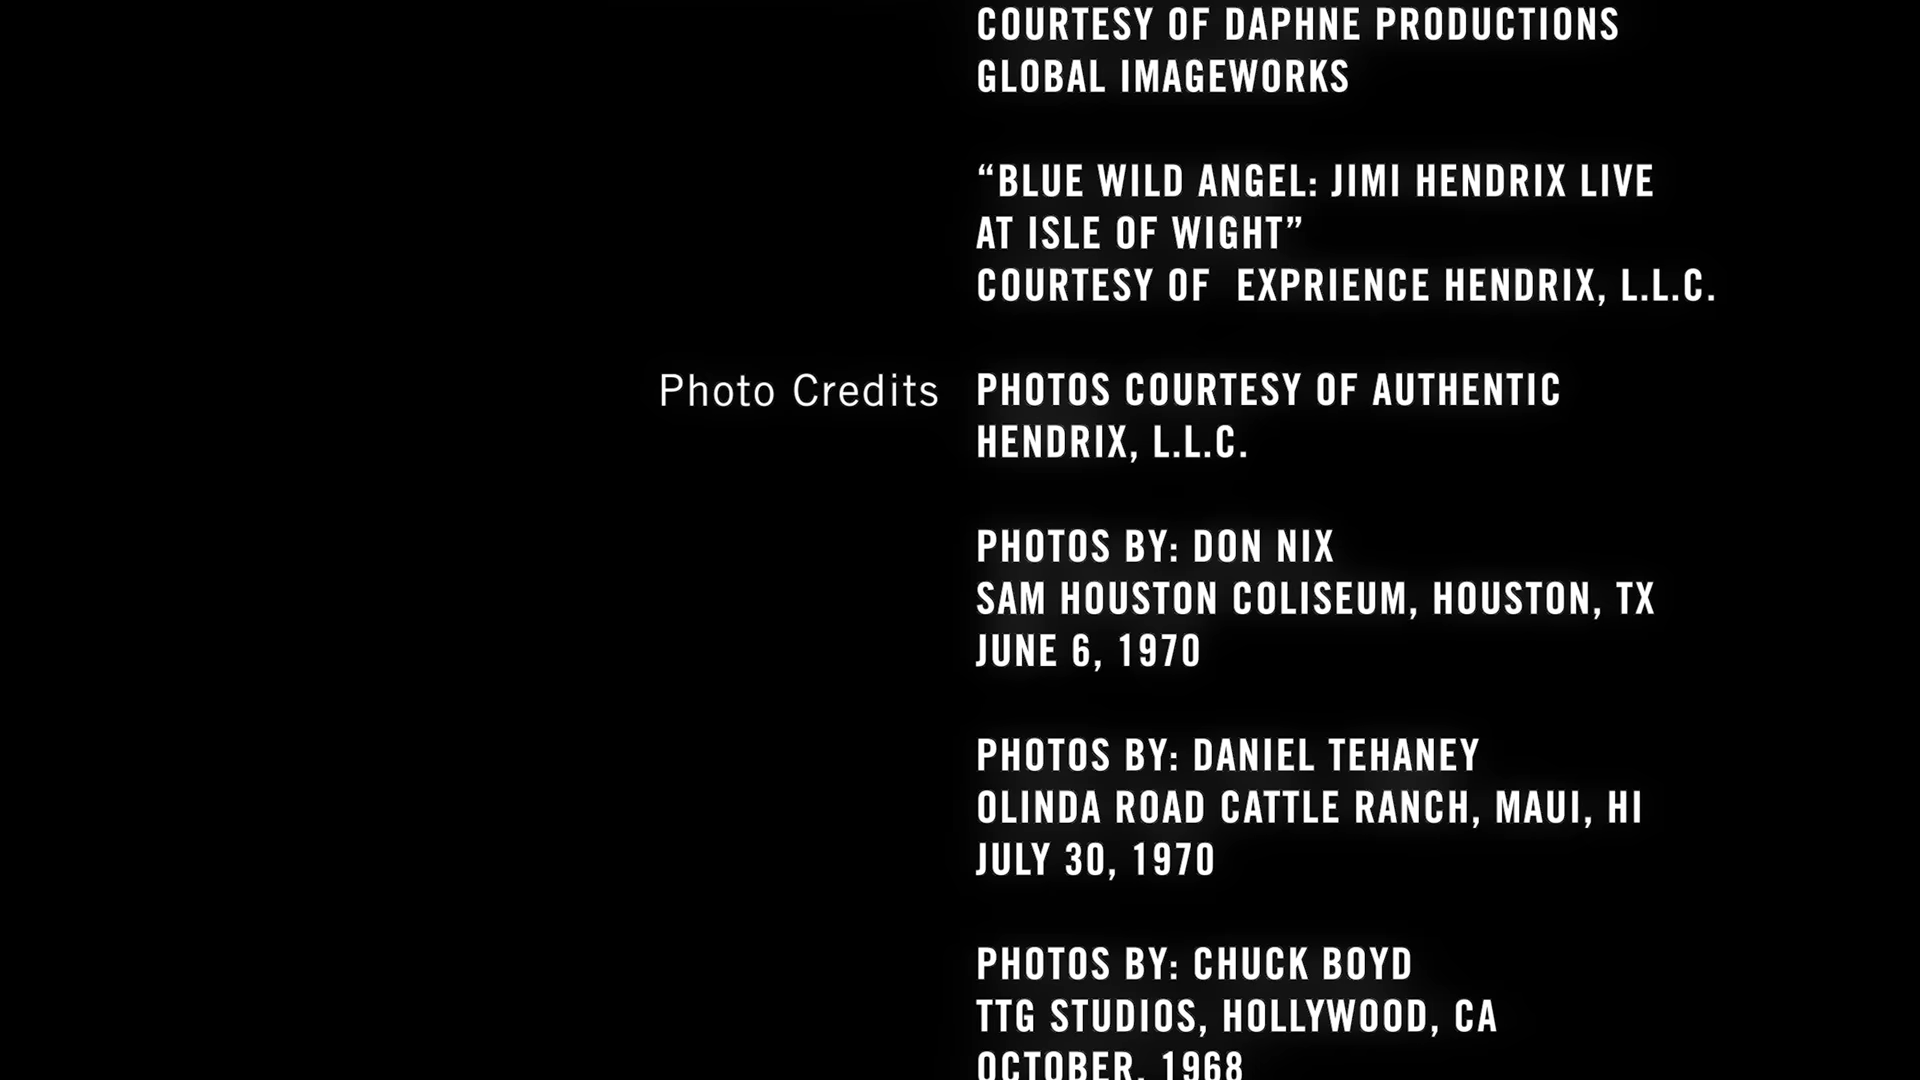 COURTESY OF DAPHNE PRODUCTIONS
GLOBAL IMAGEWORKS
“BLUE WILD ANGEL: JIMI HENDRIX LIVE
AT ISLE OF WIGHT”
COURTESY OF  EXPRIENCE HENDRIX, L.L.C.
Photo Credits PHOTOS COURTESY OF AUTHENTIC
HENDRIX, L.L.C.
PHOTOS BY: DON NIX
SAM HOUSTON COLISEUM, HOUSTON, TX
JUNE 6, 1970
PHOTOS BY: DANIEL TEHANEY
OLINDA ROAD CATTLE RANCH, MAUI, HI
JULY 30, 1970
PHOTOS BY: CHUCK BOYD
TTG STUDIOS, HOLLYWOOD, CA
OCTOBER, 1968